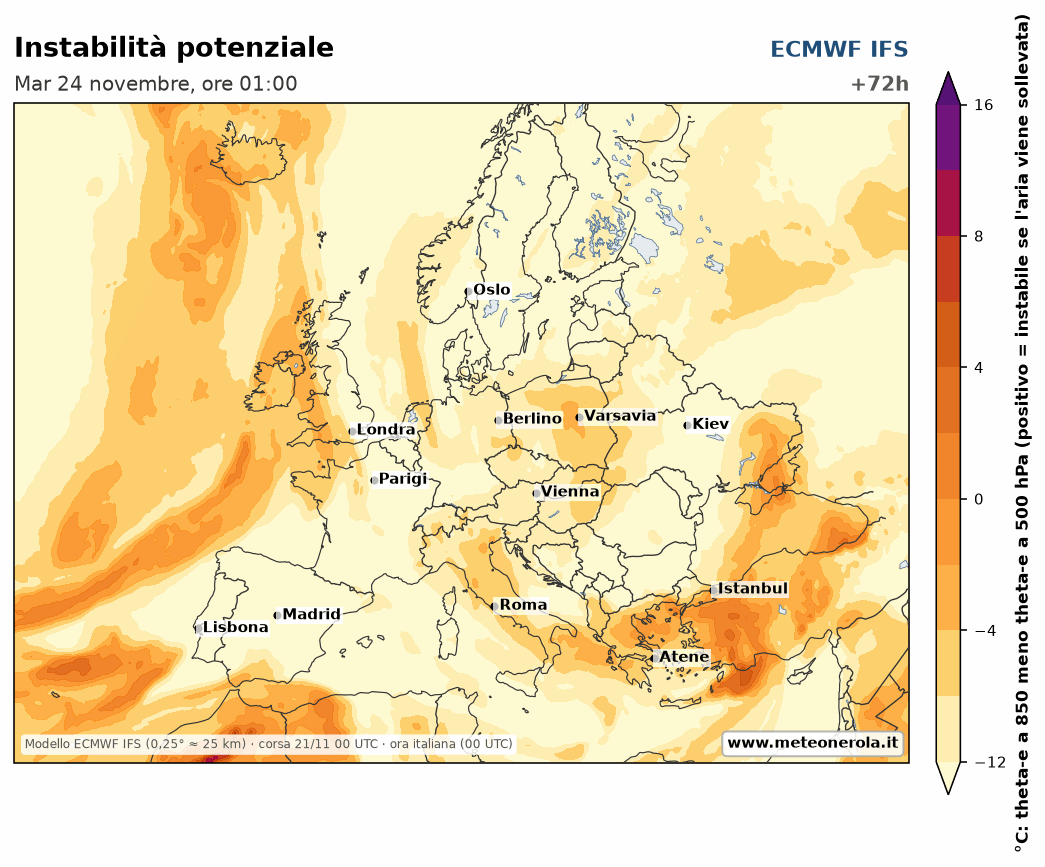 Instabilità potenziale
ECMWF IFS
Mar 24 novembre, ore 01:00
+72h
Oslo
Berlino
Varsavia
Kiev
Londra
Parigi
Vienna
Istanbul
Roma
Madrid
Lisbona
Atene
Modello ECMWF IFS (0,25° ≈ 25 km) · corsa 21/11 00 UTC · ora italiana (00 UTC)
www.meteonerola.it
16
8
4
0
−4
−12
°C: theta-e a 850 meno theta-e a 500 hPa (positivo = instabile se l'aria viene sollevata)